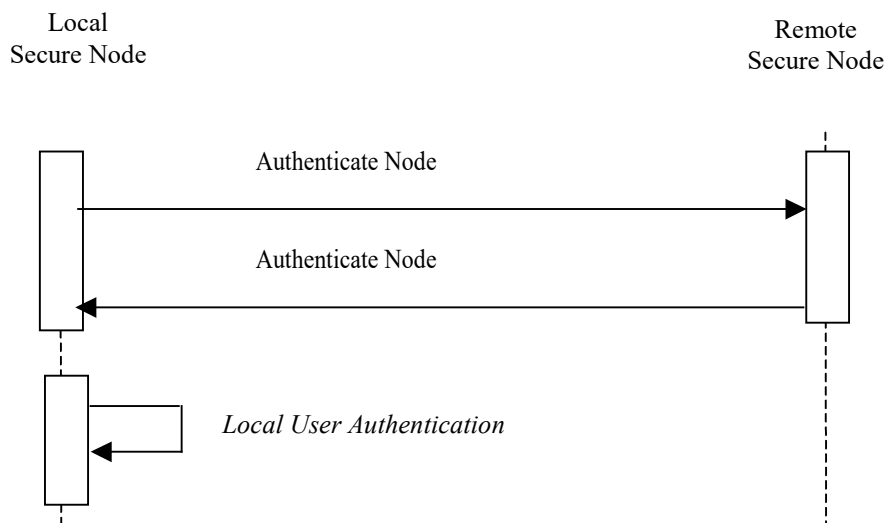 Local
Secure Node
Remote
Secure Node
Authenticate Node
Authenticate Node
Local User Authentication